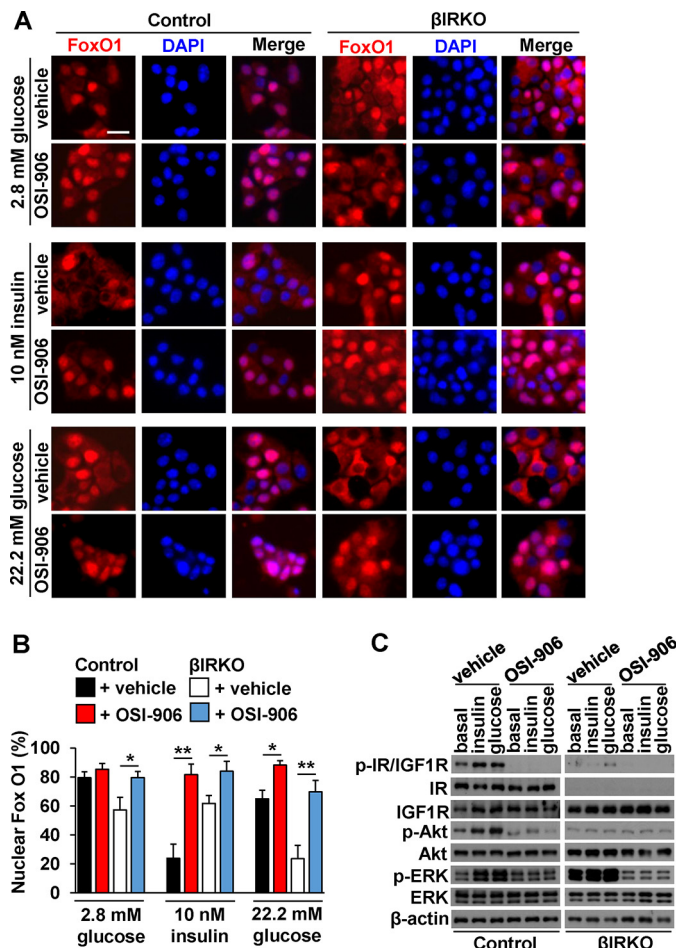 A
Control βIRKO
FoxO1 DAPI Merge FoxO1 DAPI Merge
2.8 mM glucose
vehicle
OSI-906
10 nM insulin
vehicle
OSI-906
22.2 mM glucose
vehicle
OSI-906
B
Control βIRKO
+ vehicle + vehicle
+ OSI-906 + OSI-906
Nuclear Fox O1 (%)
100
80
60
40
20
0
* ** * * **
2.8 mM glucose
10 nM insulin
22.2 mM glucose
C
vehicle OSI-906 vehicle OSI-906
basal insulin glucose basal insulin glucose basal insulin glucose basal insulin glucose
p-IR/IGF1R
IR
IGF1R
p-Akt
Akt
p-ERK
ERK
β-actin
Control βIRKO